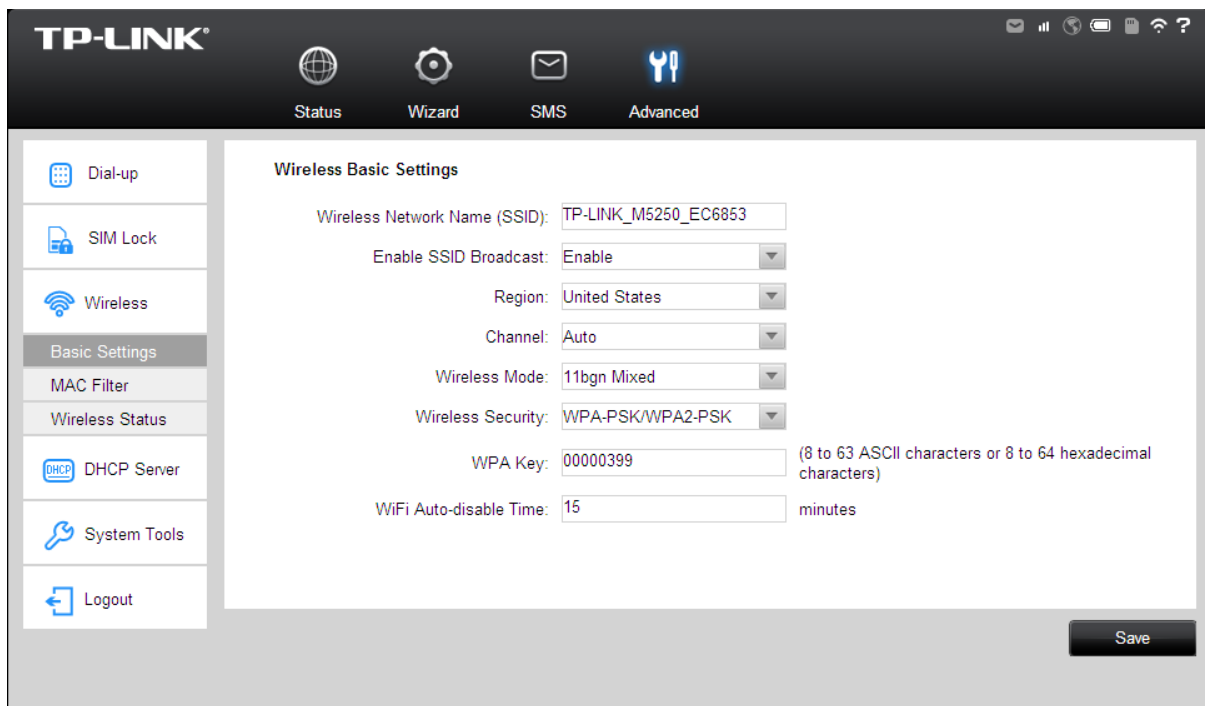 TP-LINK®
?
Status
Wizard
SMS
Advanced
Dial-up
SIM Lock
Wireless
Basic Settings
MAC Filter
Wireless Status
DHCP
DHCP Server
System Tools
Logout
Wireless Basic Settings
Wireless Network Name (SSID): TP-LINK_M5250_EC6853
Enable SSID Broadcast: Enable
Region: United States
Channel: Auto
Wireless Mode: 11bgn Mixed
Wireless Security: WPA-PSK/WPA2-PSK
WPA Key: 00000399 (8 to 63 ASCII characters or 8 to 64 hexadecimal
characters)
WiFi Auto-disable Time: 15 minutes
Save